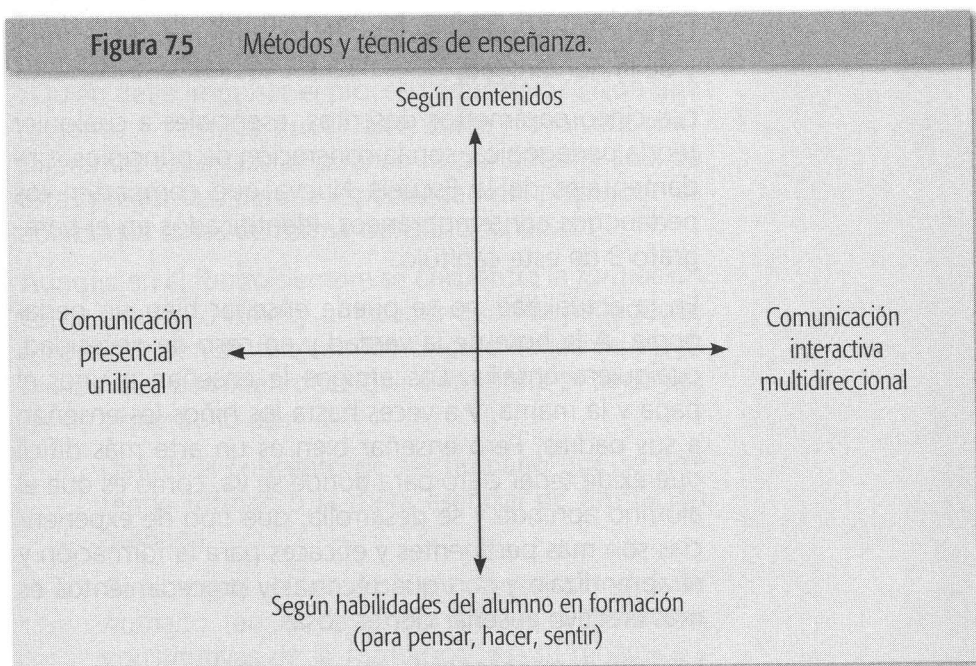 Figura 7.5 Métodos y técnicas de enseñanza.
Según contenidos
Comunicación
presencial
unilineal
Comunicación
interactiva
multidireccional
Según habilidades del alumno en formación
(para pensar, hacer, sentir)